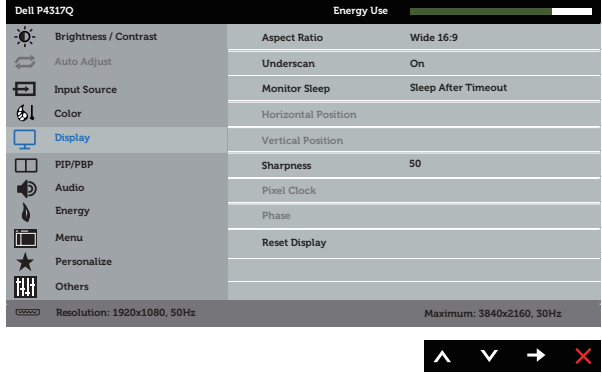 Dell P4317Q Energy Use
Brightness / Contrast Aspect Ratio Wide 16:9
Auto Adjust Underscan On
Input Source Monitor Sleep Sleep After Timeout
Color Horizontal Position
Display Vertical Position
PIP/PBP Sharpness 50
Audio Pixel Clock
Energy Phase
Menu Reset Display
Personalize
Others
Resolution: 1920x1080, 50Hz Maximum: 3840x2160, 30Hz